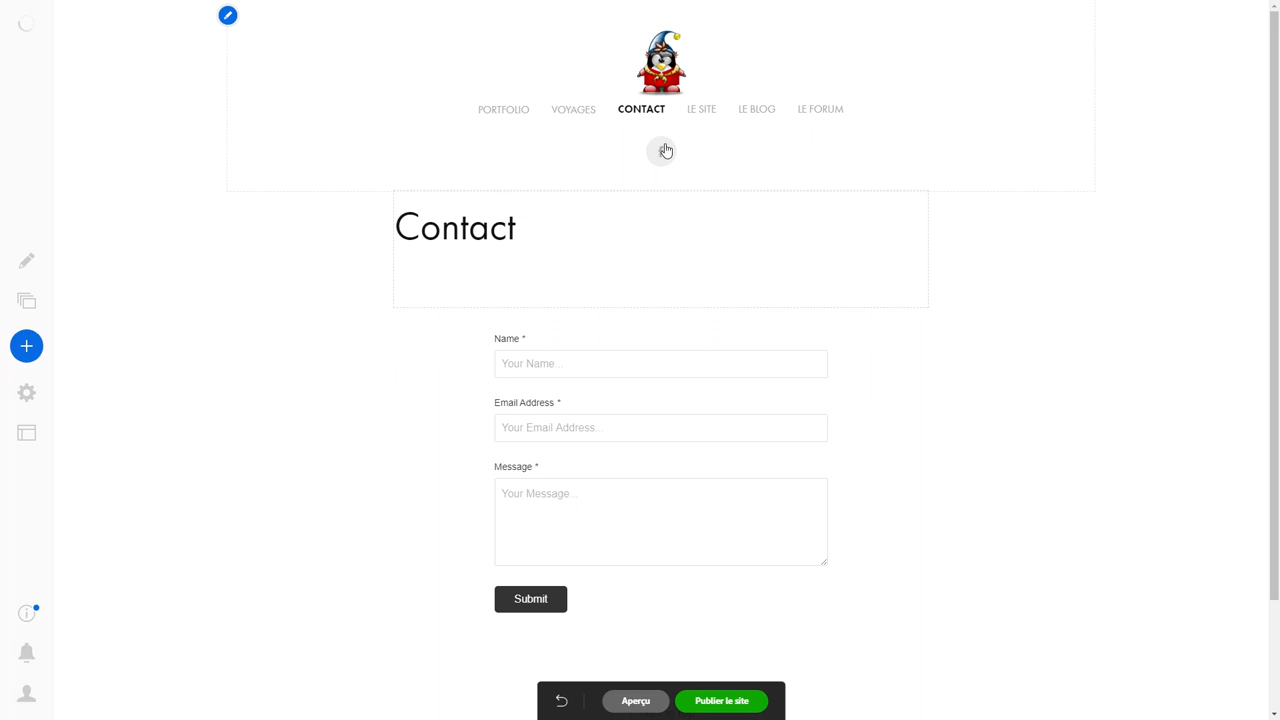 PORTFOLIO VOYAGES CONTACT LE SITE LE BLOG LE FORUM
Contact
Name *
Your Name...
Email Address *
Your Email Address...
Message *
Your Message...
Submit
Aperçu Publier le site